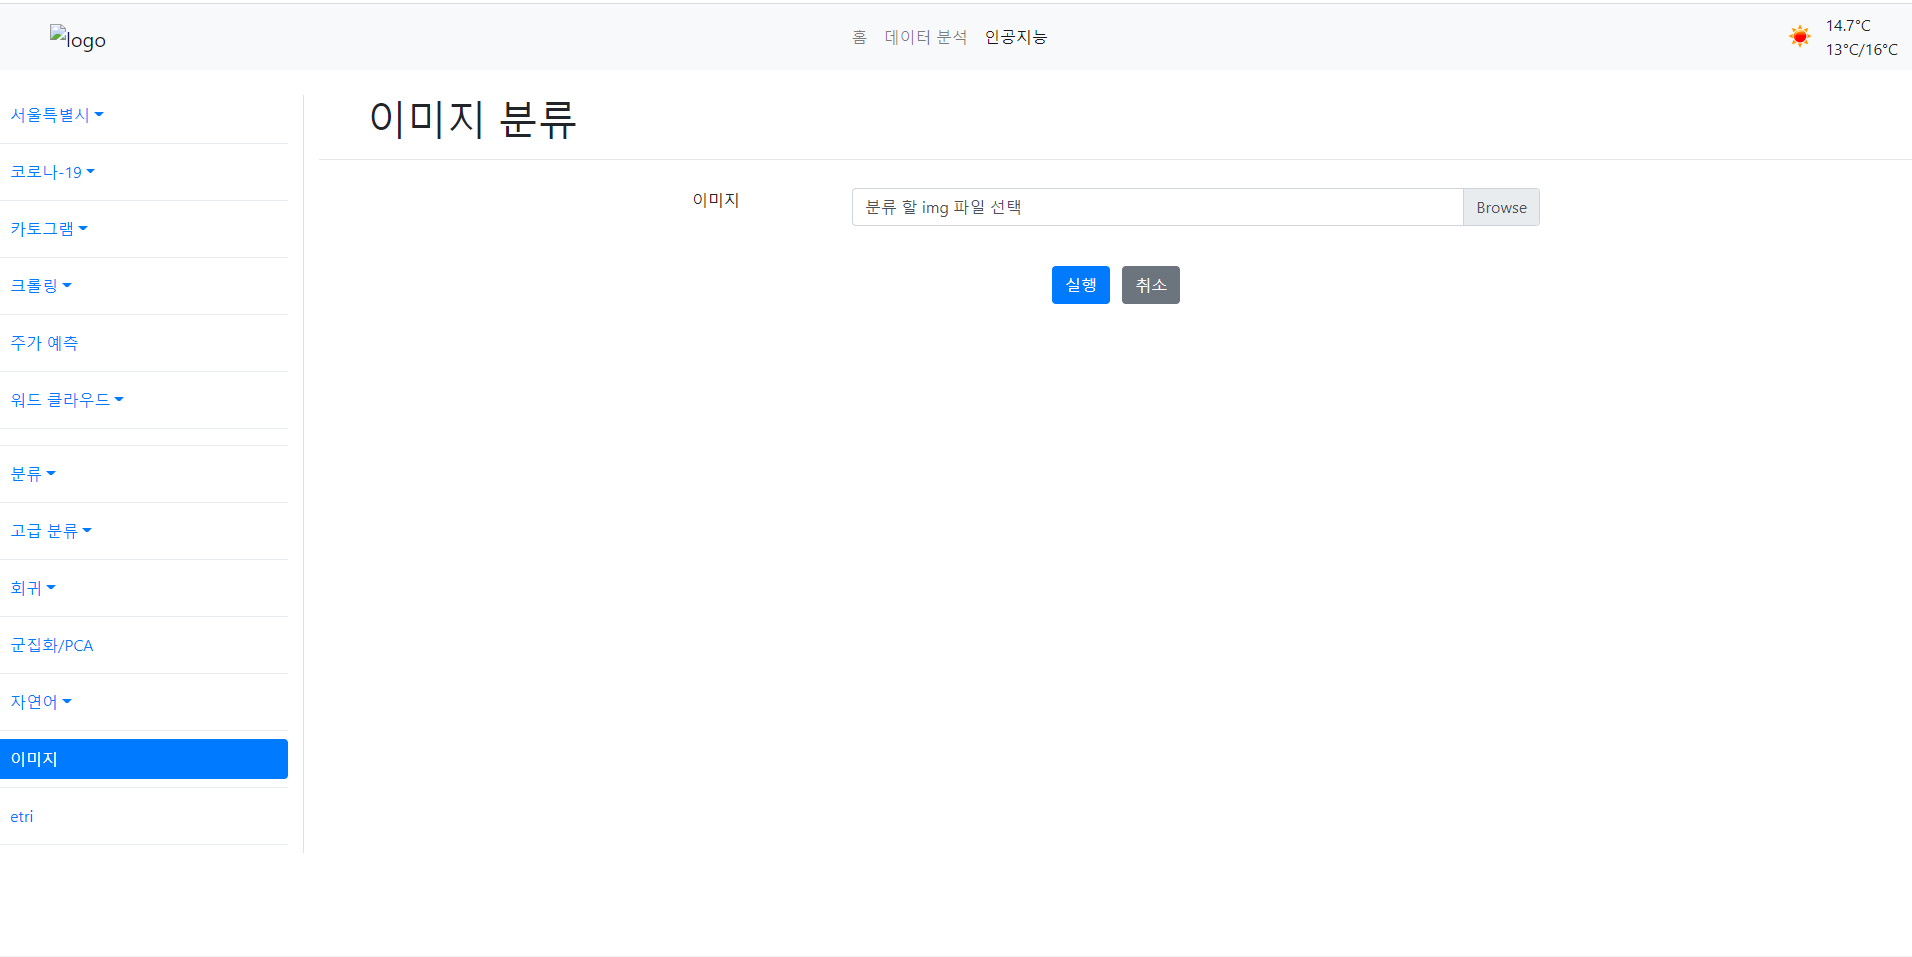 logo
홈 데이터 분석 인공지능
14.7°C
13°C/16°C
서울특별시
코로나-19
카토그램
크롤링
주가 예측
워드 클라우드
분류
고급 분류
회귀
군집화/PCA
자연어
이미지
etri
이미지 분류
이미지 분류 할 img 파일 선택 Browse
실행 취소